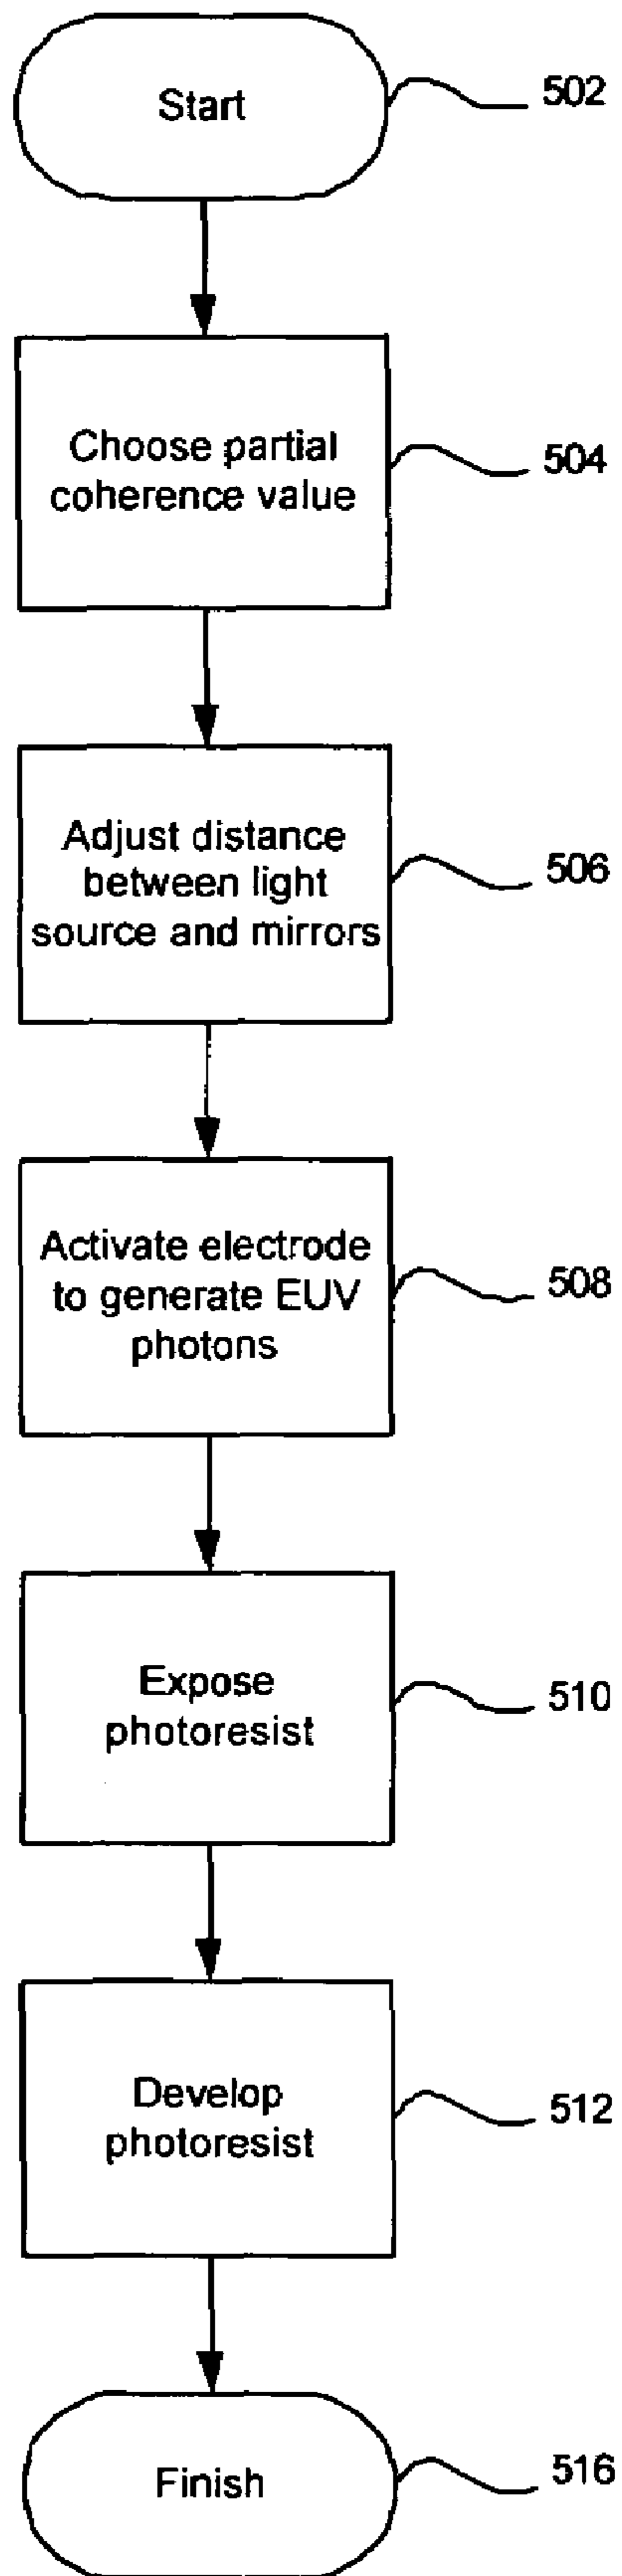 Start
502
Choose partial
coherence value
504
Adjust distance
between light
source and mirrors
506
Activate electrode
to generate EUV
photons
508
Expose
photoresist
510
Develop
photoresist
512
Finish
516